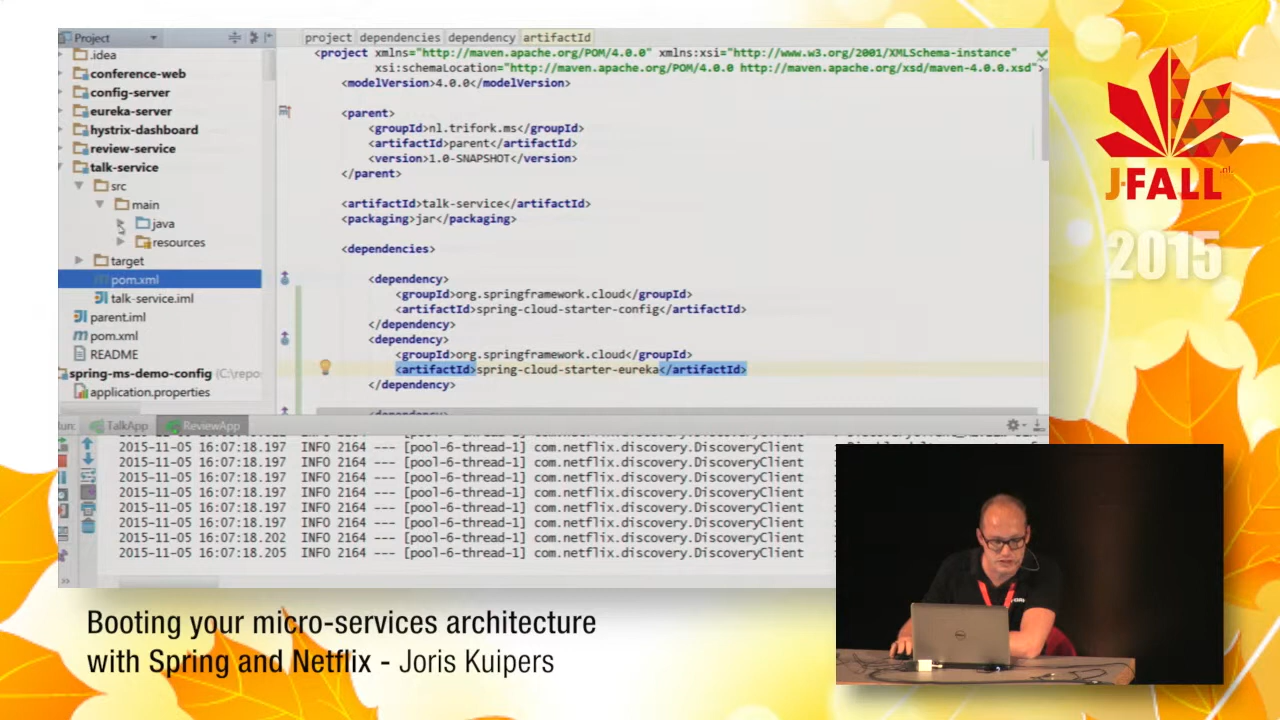 Project
.idea
conference-web
config-server
eureka-server
hystrix-dashboard
review-service
talk-service
src
main
java
resources
target
pom.xml
talk-service.iml
parent.iml
pom.xml
README
spring-ms-demo-config (C:\repo
application.properties
project dependencies dependency artifactId
<project xmlns="http://maven.apache.org/POM/4.0.0" xmlns:xsi="http://www.w3.org/2001/XMLSchema-instance"
xsi:schemaLocation="http://maven.apache.org/POM/4.0.0 http://maven.apache.org/xsd/maven-4.0.0.xsd">
<modelVersion>4.0.0</modelVersion>
<parent>
<groupId>nl.trifork.ms</groupId>
<artifactId>parent</artifactId>
<version>1.0-SNAPSHOT</version>
</parent>
<artifactId>talk-service</artifactId>
<packaging>jar</packaging>
<dependencies>
<dependency>
<groupId>org.springframework.cloud</groupId>
<artifactId>spring-cloud-starter-config</artifactId>
</dependency>
<dependency>
<groupId>org.springframework.cloud</groupId>
<artifactId>spring-cloud-starter-eureka</artifactId>
</dependency>
TalkApp ReviewApp
2015-11-05 16:07:18.197 INFO 2164 --- [pool-6-thread-1] com.netflix.discovery.DiscoveryClient
2015-11-05 16:07:18.197 INFO 2164 --- [pool-6-thread-1] com.netflix.discovery.DiscoveryClient
2015-11-05 16:07:18.197 INFO 2164 --- [pool-6-thread-1] com.netflix.discovery.DiscoveryClient
2015-11-05 16:07:18.197 INFO 2164 --- [pool-6-thread-1] com.netflix.discovery.DiscoveryClient
2015-11-05 16:07:18.197 INFO 2164 --- [pool-6-thread-1] com.netflix.discovery.DiscoveryClient
2015-11-05 16:07:18.197 INFO 2164 --- [pool-6-thread-1] com.netflix.discovery.DiscoveryClient
2015-11-05 16:07:18.202 INFO 2164 --- [pool-6-thread-1] com.netflix.discovery.DiscoveryClient
2015-11-05 16:07:18.205 INFO 2164 --- [pool-6-thread-1] com.netflix.discovery.DiscoveryClient
J-FALL.nl
2015
Booting your micro-services architecture
with Spring and Netflix - Joris Kuipers